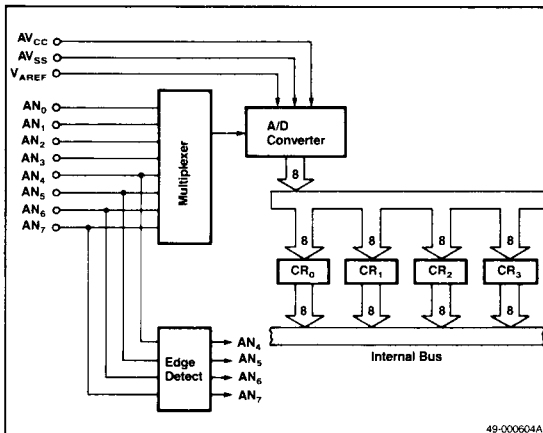 AVCC
AVSS
VAREF
AN0
AN1
AN2
AN3
AN4
AN5
AN6
AN7
Multiplexer
A/D
Converter
8
8 8 8 8
CR0 CR1 CR2 CR3
8 8 8 8
Internal Bus
Edge
Detect
AN4
AN5
AN6
AN7
49-000604A